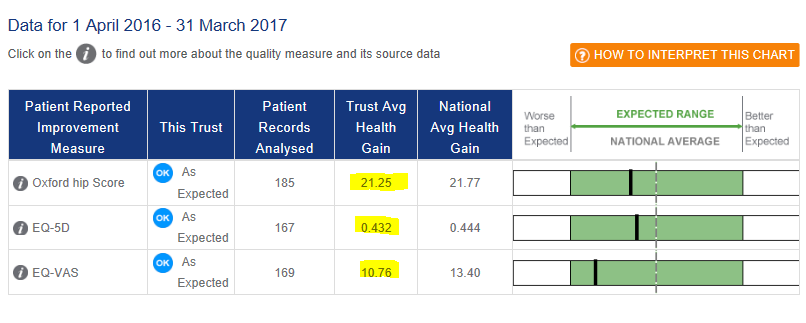 Data for 1 April 2016 - 31 March 2017
Click on the i to find out more about the quality measure and its source data
? HOW TO INTERPRET THIS CHART
Patient Reported
Improvement
Measure
This Trust
Patient
Records
Analysed
Trust Avg
Health
Gain
National
Avg Health
Gain
Worse
than
Expected
EXPECTED RANGE
NATIONAL AVERAGE
Better
than
Expected
i Oxford hip Score
OK As
Expected
185
21.25
21.77
i EQ-5D
OK As
Expected
167
0.432
0.444
i EQ-VAS
OK As
Expected
169
10.76
13.40